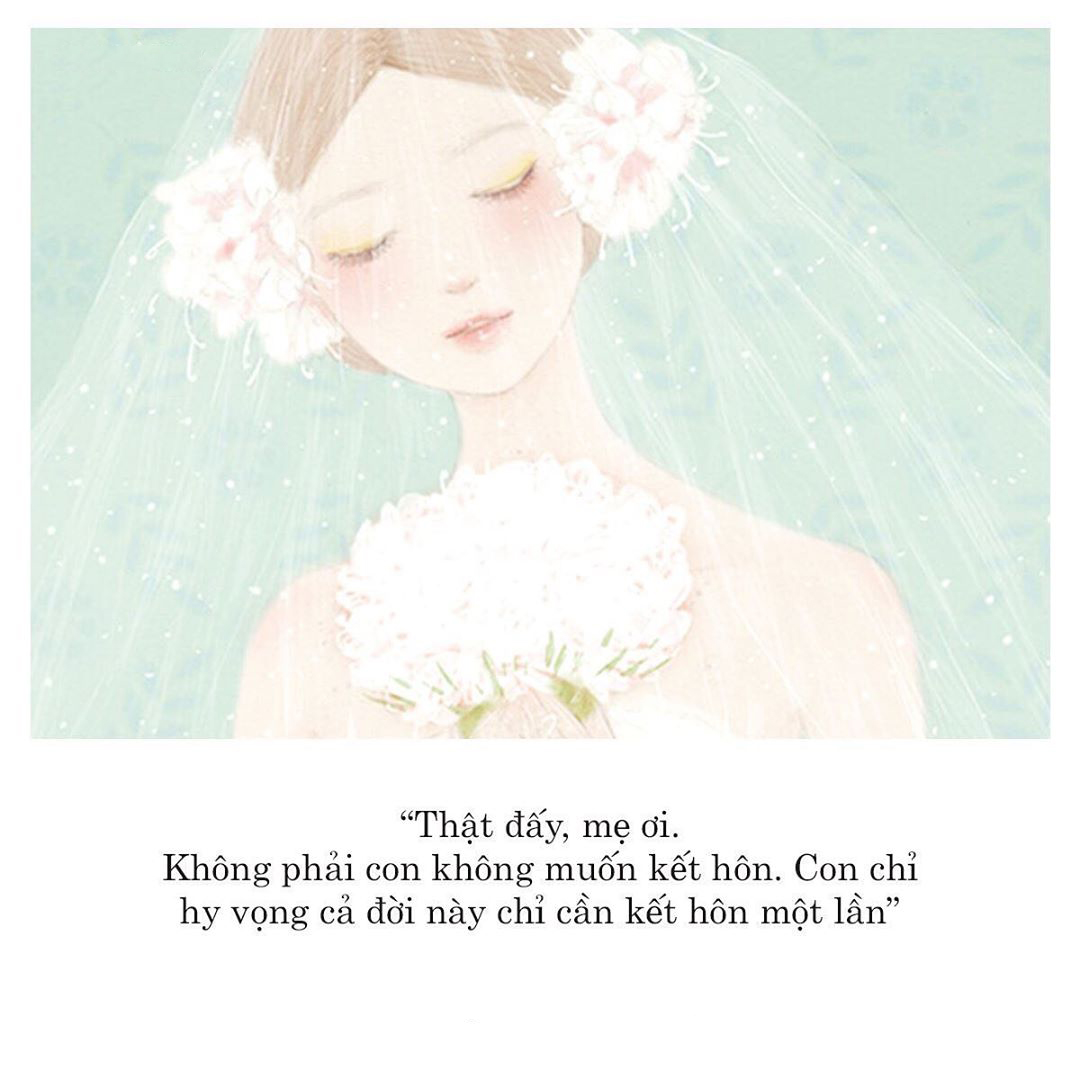 “Thật đấy, mẹ ơi.
Không phải con không muốn kết hôn. Con chỉ
hy vọng cả đời này chỉ cần kết hôn một lần”